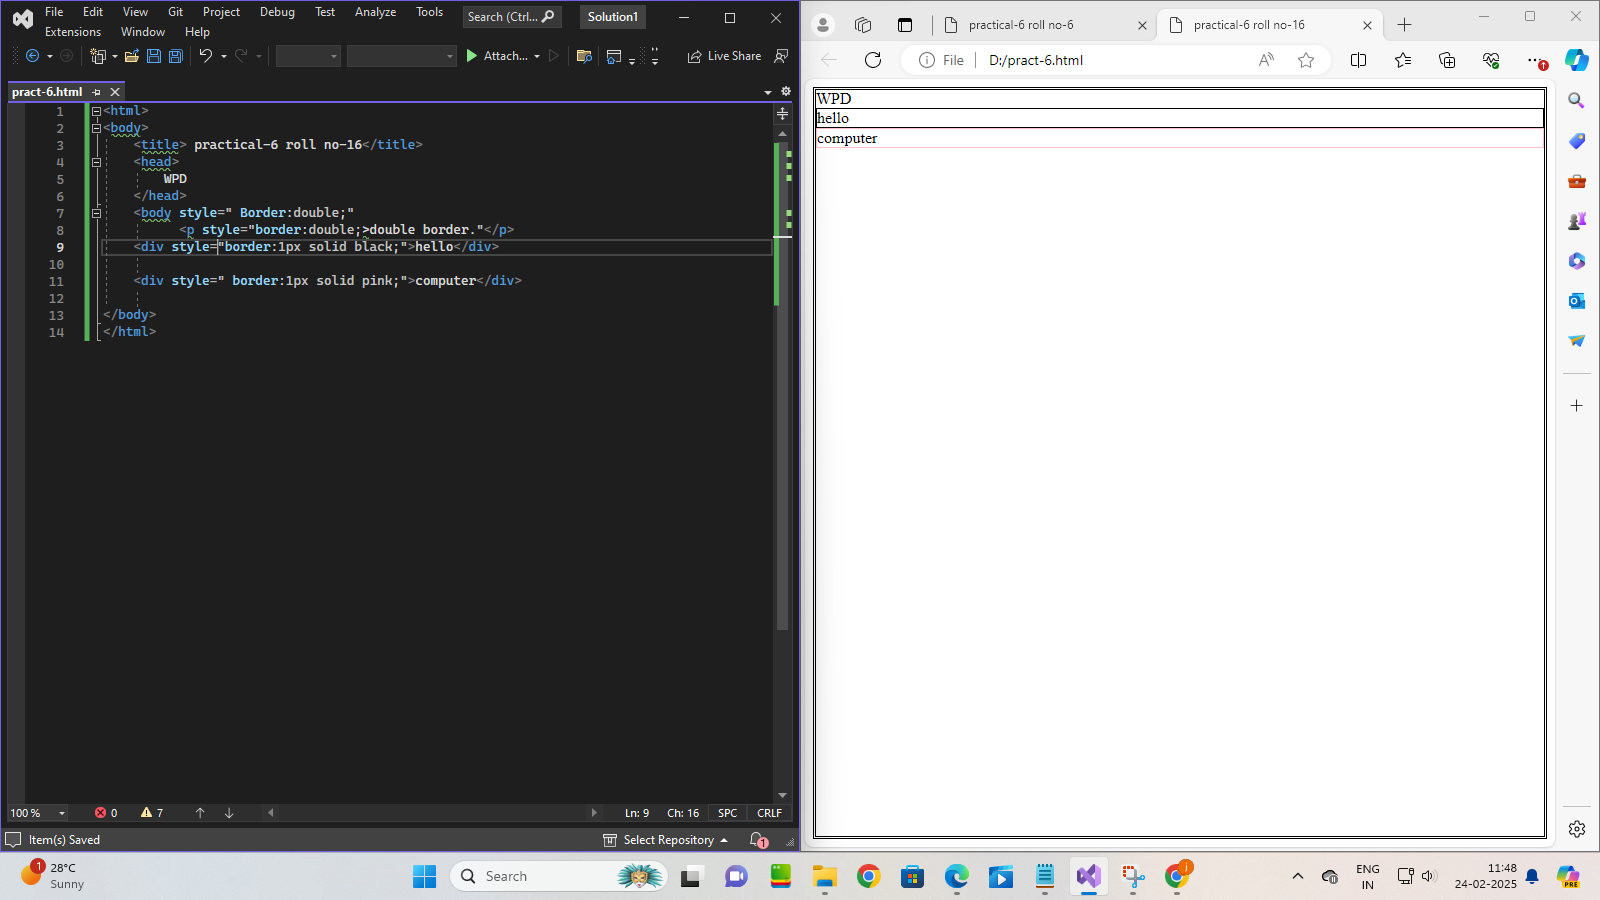 File Edit View Git Project Debug Test Analyze Tools Search (Ctrl... Solution1
Extensions Window Help
Attach... Live Share
pract-6.html
1 <html>
2 <body>
3 <title> practical-6 roll no-16</title>
4 <head>
5 WPD
6 </head>
7 <body style=" Border:double;"
8 <p style="border:double;>double border."</p>
9 <div style="border:1px solid black;">hello</div>
10
11 <div style=" border:1px solid pink;">computer</div>
12
13 </body>
14 </html>
100 % 0 7 Ln: 9 Ch: 16 SPC CRLF
Item(s) Saved Select Repository 1
practical-6 roll no-6 practical-6 roll no-16
File D:/pract-6.html
WPD
hello
computer
1 28°C
Sunny
Search
ENG
IN
11:48
24-02-2025
PRE